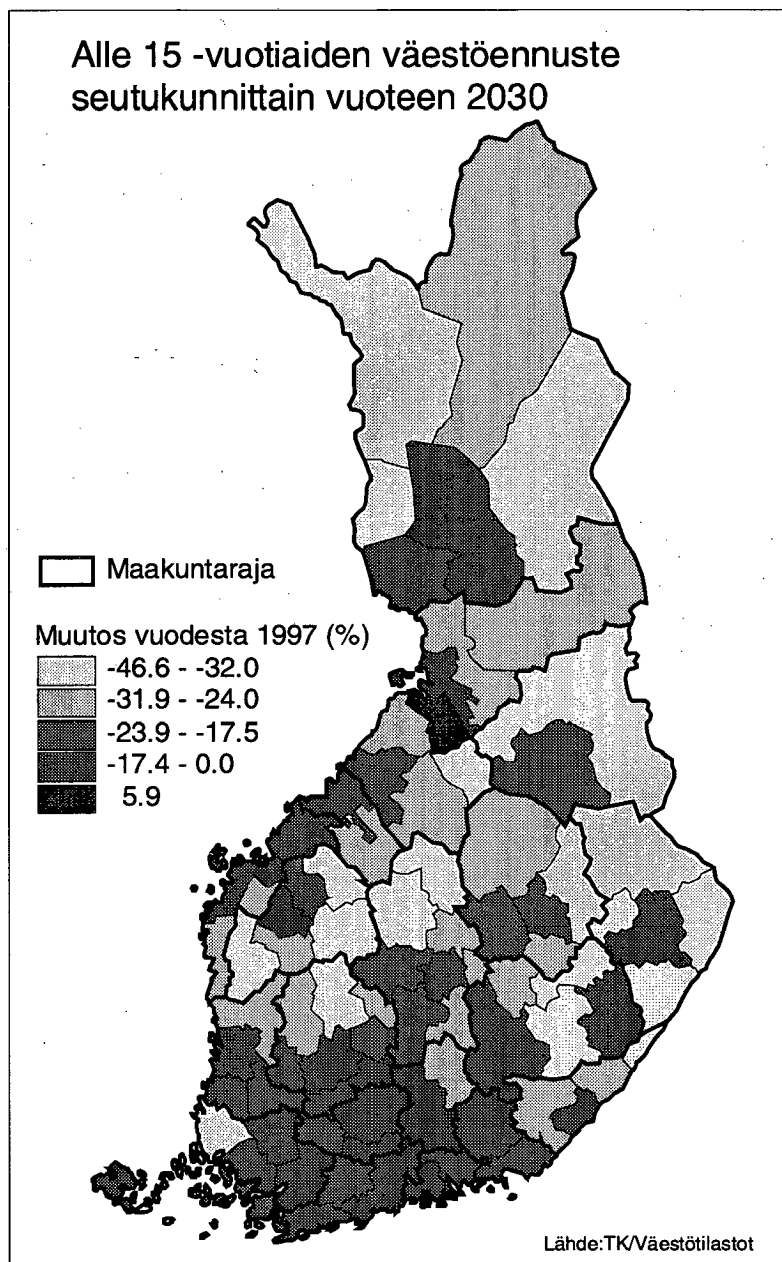 Alle 15 -vuotiaiden väestöennuste
seutukunnittain vuoteen 2030
Maakuntaraja
Muutos vuodesta 1997 (%)
-46.6 - -32.0
-31.9 - -24.0
-23.9 - -17.5
-17.4 - 0.0
5.9
Lähde:TK/Väestötilastot